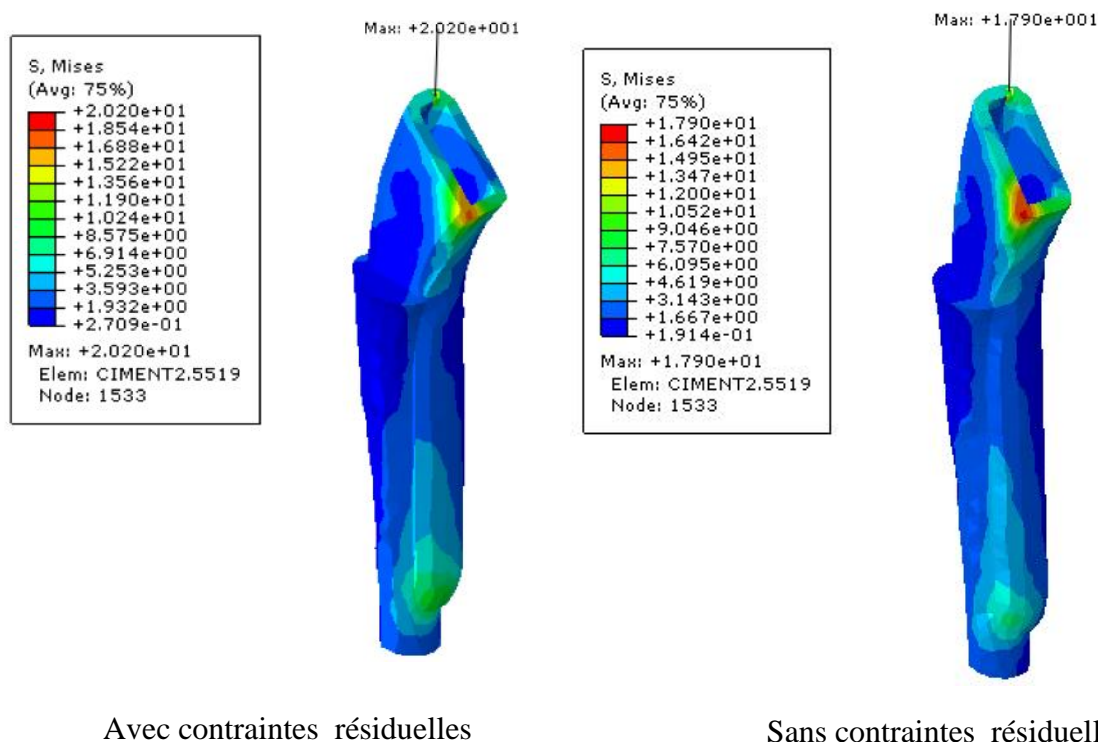 Max: +2.020e+001
S, Mises
(Avg: 75%)
+2.020e+01
+1.854e+01
+1.688e+01
+1.522e+01
+1.356e+01
+1.190e+01
+1.024e+01
+8.575e+00
+6.914e+00
+5.253e+00
+3.593e+00
+1.932e+00
+2.709e-01
Max: +2.020e+01
Elem: CIMENT2.5519
Node: 1533
Max: +1.790e+001
S, Mises
(Avg: 75%)
+1.790e+01
+1.642e+01
+1.495e+01
+1.347e+01
+1.200e+01
+1.052e+01
+9.046e+00
+7.570e+00
+6.095e+00
+4.619e+00
+3.143e+00
+1.667e+00
+1.914e-01
Max: +1.790e+01
Elem: CIMENT2.5519
Node: 1533
Avec contraintes résiduelles
Sans contraintes résiduell